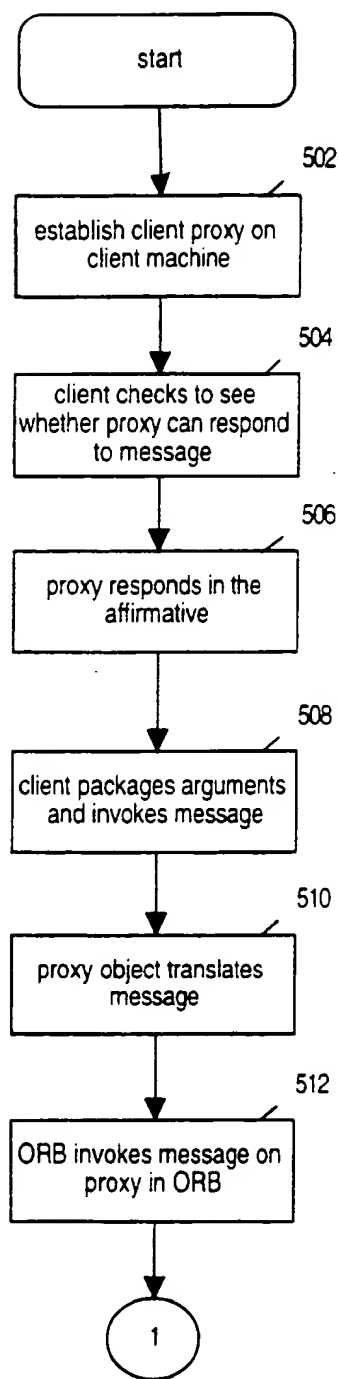 start
502
establish client proxy on
client machine
504
client checks to see
whether proxy can respond
to message
506
proxy responds in the
affirmative
508
client packages arguments
and invokes message
510
proxy object translates
message
512
ORB invokes message on
proxy in ORB
1